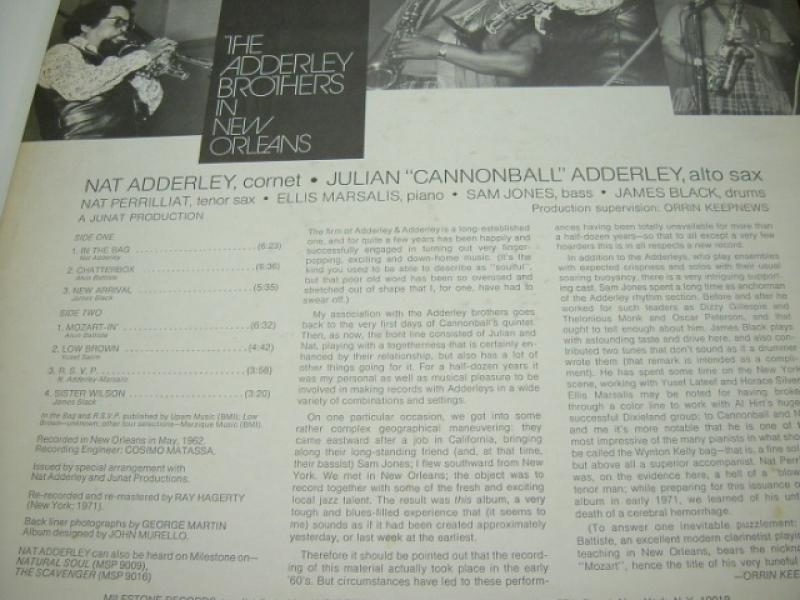 THE
ADDERLEY
BROTHERS
IN
NEW
ORLEANS
NAT ADDERLEY, cornet • JULIAN "CANNONBALL" ADDERLEY, alto sax
NAT PERRILLIAT, tenor sax • ELLIS MARSALIS, piano • SAM JONES, bass • JAMES BLACK, drums
A JUNAT PRODUCTION
Production supervision: ORRIN KEEPNEWS
SIDE ONE
1. IN THE BAG (6:23)
Nat Adderley
2. CHATTERBOX (6:36)
Alvin Battiste
3. NEW ARRIVAL (5:35)
James Black
SIDE TWO
1. MOZART-IN' (6:32)
Alvin Battiste
2. LOW BROWN (4:42)
Yusef Salim
3. R. S. V. P. (3:58)
N. Adderley-Marsalis
4. SISTER WILSON (3:20)
James Black
In the Bag and R.S.V.P. published by Upam Music (BMI); Low
Brown—unknown; other four selections—Marzique Music (BMI).
Recorded in New Orleans in May, 1962.
Recording Engineer: COSIMO MATASSA.
Issued by special arrangement with
Nat Adderley and Junat Productions.
Re-recorded and re-mastered by RAY HAGERTY
(New York; 1971).
Back liner photographs by GEORGE MARTIN
Album designed by JOHN MURELLO.
NAT ADDERLEY can also be heard on Milestone on—
NATURAL SOUL (MSP 9009),
THE SCAVENGER (MSP 9016)
The firm of Adderley & Adderley is a long-established
one, and for quite a few years has been happily and
successfully engaged in turning out very finger-
popping, exciting and down-home music. (It's the
kind you used to be able to describe as "soulful",
but that poor old word has been so overused and
stretched out of shape that I, for one, have had to
swear off.)
My association with the Adderley brothers goes
back to the very first days of Cannonball's quintet.
Then, as now, the front line consisted of Julian and
Nat, playing with a togetherness that is certainly en-
hanced by their relationship, but also has a lot of
other things going for it. For a half-dozen years it
was my personal as well as musical pleasure to be
involved in making records with Adderleys in a wide
variety of combinations and settings.
On one particular occasion, we got into some
rather complex geographical maneuvering: they
came eastward after a job in California, bringing
along their long-standing friend (and, at that time,
their bassist) Sam Jones; I flew southward from New
York. We met in New Orleans; the object was to
record together with some of the fresh and exciting
local jazz talent. The result was this album, a very
tough and blues-filled experience that (it seems to
me) sounds as if it had been created approximately
yesterday, or last week at the earliest.
Therefore it should be pointed out that the record-
ing of this material actually took place in the early
'60's. But circumstances have led to these perform-
ances having been totally unavailable for more than
a half-dozen years—so that to all except a very few
hoarders this is in all respects a new record.
In addition to the Adderleys, who play ensembles
with expected crispness and solos with their usual
soaring buoyancy, there is a very intriguing support-
ing cast. Sam Jones spent a long time as anchorman
of the Adderley rhythm section. Before and after he
worked for such leaders as Dizzy Gillespie and
Thelonious Monk and Oscar Peterson, and that
ought to tell enough about him. James Black plays
with astounding taste and drive here, and also con-
tributed two tunes that don't sound as if a drummer
wrote them (that remark is intended as a compli-
ment). He has spent some time on the New York
scene, working with Yusef Lateef and Horace Silver
Ellis Marsalis may be noted for having broke
through a color line to work with Al Hirt's huge
successful Dixieland group; to Cannonball and N
and me it's more notable that he is one of t
most impressive of the many pianists in what sho
be called the Wynton Kelly bag—that is, a fine sol
but above all a superior accompanist. Nat Perr
was, on the evidence here, a hell of a "blow
tenor man; while preparing for this issuance o
album in early 1971, we learned of his unt
death of a cerebral hemorrhage.
(To answer one inevitable puzzlement:
Battiste, an excellent modern clarinetist playi
teaching in New Orleans, bears the nickna
"Mozart", hence the title of his very tuneful
—ORRIN KEE